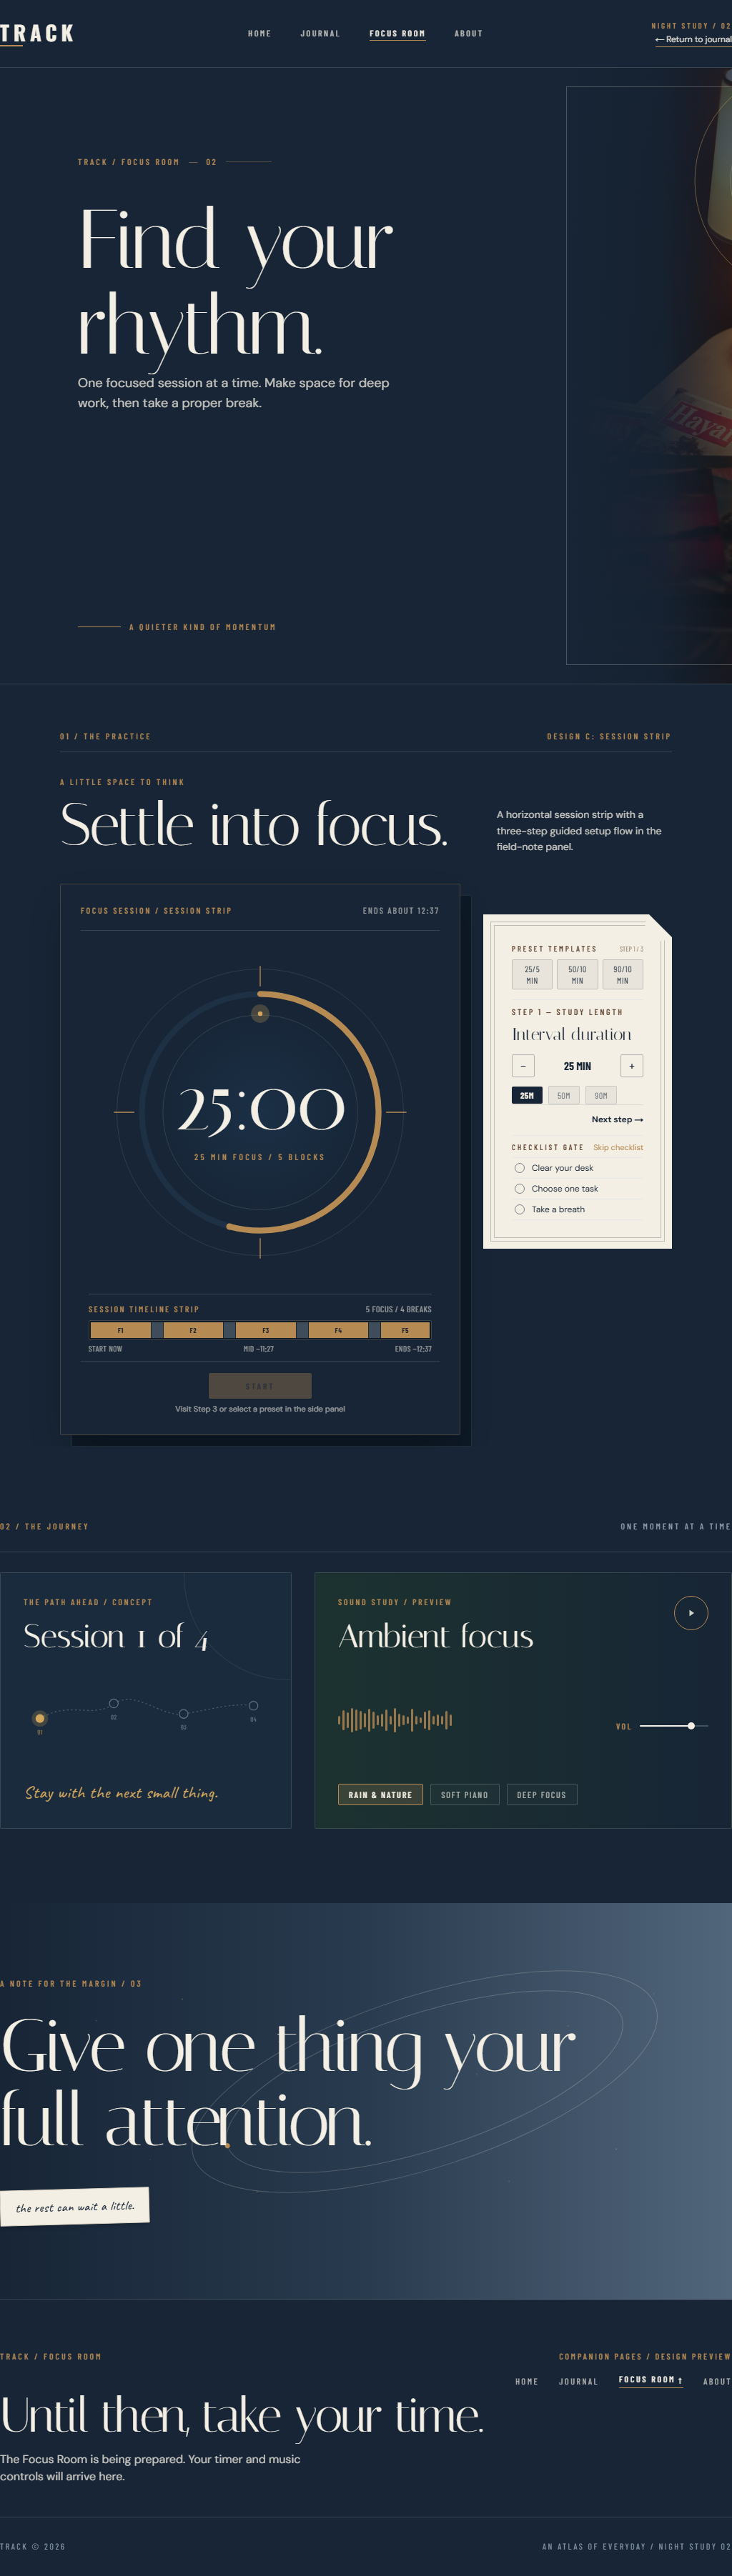 TRACK
HOME
JOURNAL
FOCUS ROOM
ABOUT
NIGHT STUDY / 02
← Return to journal
TRACK / FOCUS ROOM — 02
Find your
rhythm.
One focused session at a time. Make space for deep
work, then take a proper break.
A QUIETER KIND OF MOMENTUM
01 / THE PRACTICE
DESIGN C: SESSION STRIP
A LITTLE SPACE TO THINK
Settle into focus.
A horizontal session strip with a
three-step guided setup flow in the
field-note panel.
FOCUS SESSION / SESSION STRIP
ENDS ABOUT 12:37
25:00
25 MIN FOCUS / 5 BLOCKS
SESSION TIMELINE STRIP
5 FOCUS / 4 BREAKS
F1
F2
F3
F4
F5
START NOW
MID ~11:27
ENDS ~12:37
START
Visit Step 3 or select a preset in the side panel
PRESET TEMPLATES
STEP 1 / 3
25/5
MIN
50/10
MIN
90/10
MIN
STEP 1 — STUDY LENGTH
Interval duration
−
25 MIN
+
25M
50M
90M
Next step →
CHECKLIST GATE
Skip checklist
Clear your desk
Choose one task
Take a breath
02 / THE JOURNEY
ONE MOMENT AT A TIME
THE PATH AHEAD / CONCEPT
Session 1 of 4
01
02
03
04
Stay with the next small thing.
SOUND STUDY / PREVIEW
Ambient focus
VOL
RAIN & NATURE
SOFT PIANO
DEEP FOCUS
A NOTE FOR THE MARGIN / 03
Give one thing your
full attention.
the rest can wait a little.
TRACK / FOCUS ROOM
Until then, take your time.
The Focus Room is being prepared. Your timer and music
controls will arrive here.
COMPANION PAGES / DESIGN PREVIEW
HOME
JOURNAL
FOCUS ROOM ↑
ABOUT
TRACK © 2026
AN ATLAS OF EVERYDAY / NIGHT STUDY 02